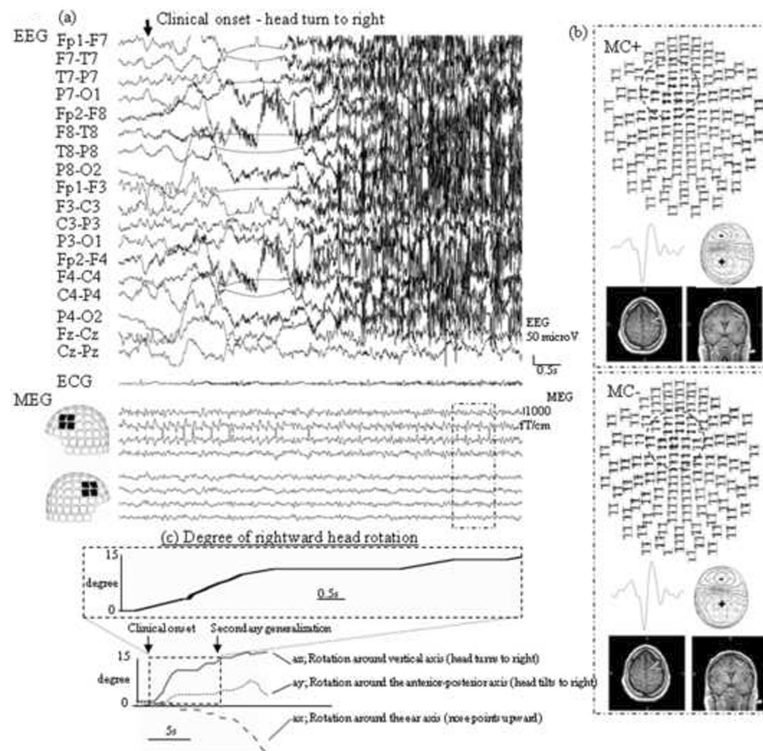 (a)
Clinical onset - head turn to right
EEG
Fp1-F7
F7-T7
T7-P7
P7-O1
Fp2-F8
F8-T8
T8-P8
P8-O2
Fp1-F3
F3-C3
C3-P3
P3-O1
Fp2-F4
F4-C4
C4-P4
P4-O2
Fz-Cz
Cz-Pz
ECG
EEG
50 microV
0.5s
MEG
MEG
1000
fT/cm
(b)
MC+
MC-
(c) Degree of rightward head rotation
15
degree
0
0.5s
Clinical onset
Secondary generalization
15
degree
0
az; Rotation around vertical axis (head turns to right)
ay; Rotation around the anterior-posterior axis (head tilts to right)
ax; Rotation around the ear axis (nose points upward)
5s